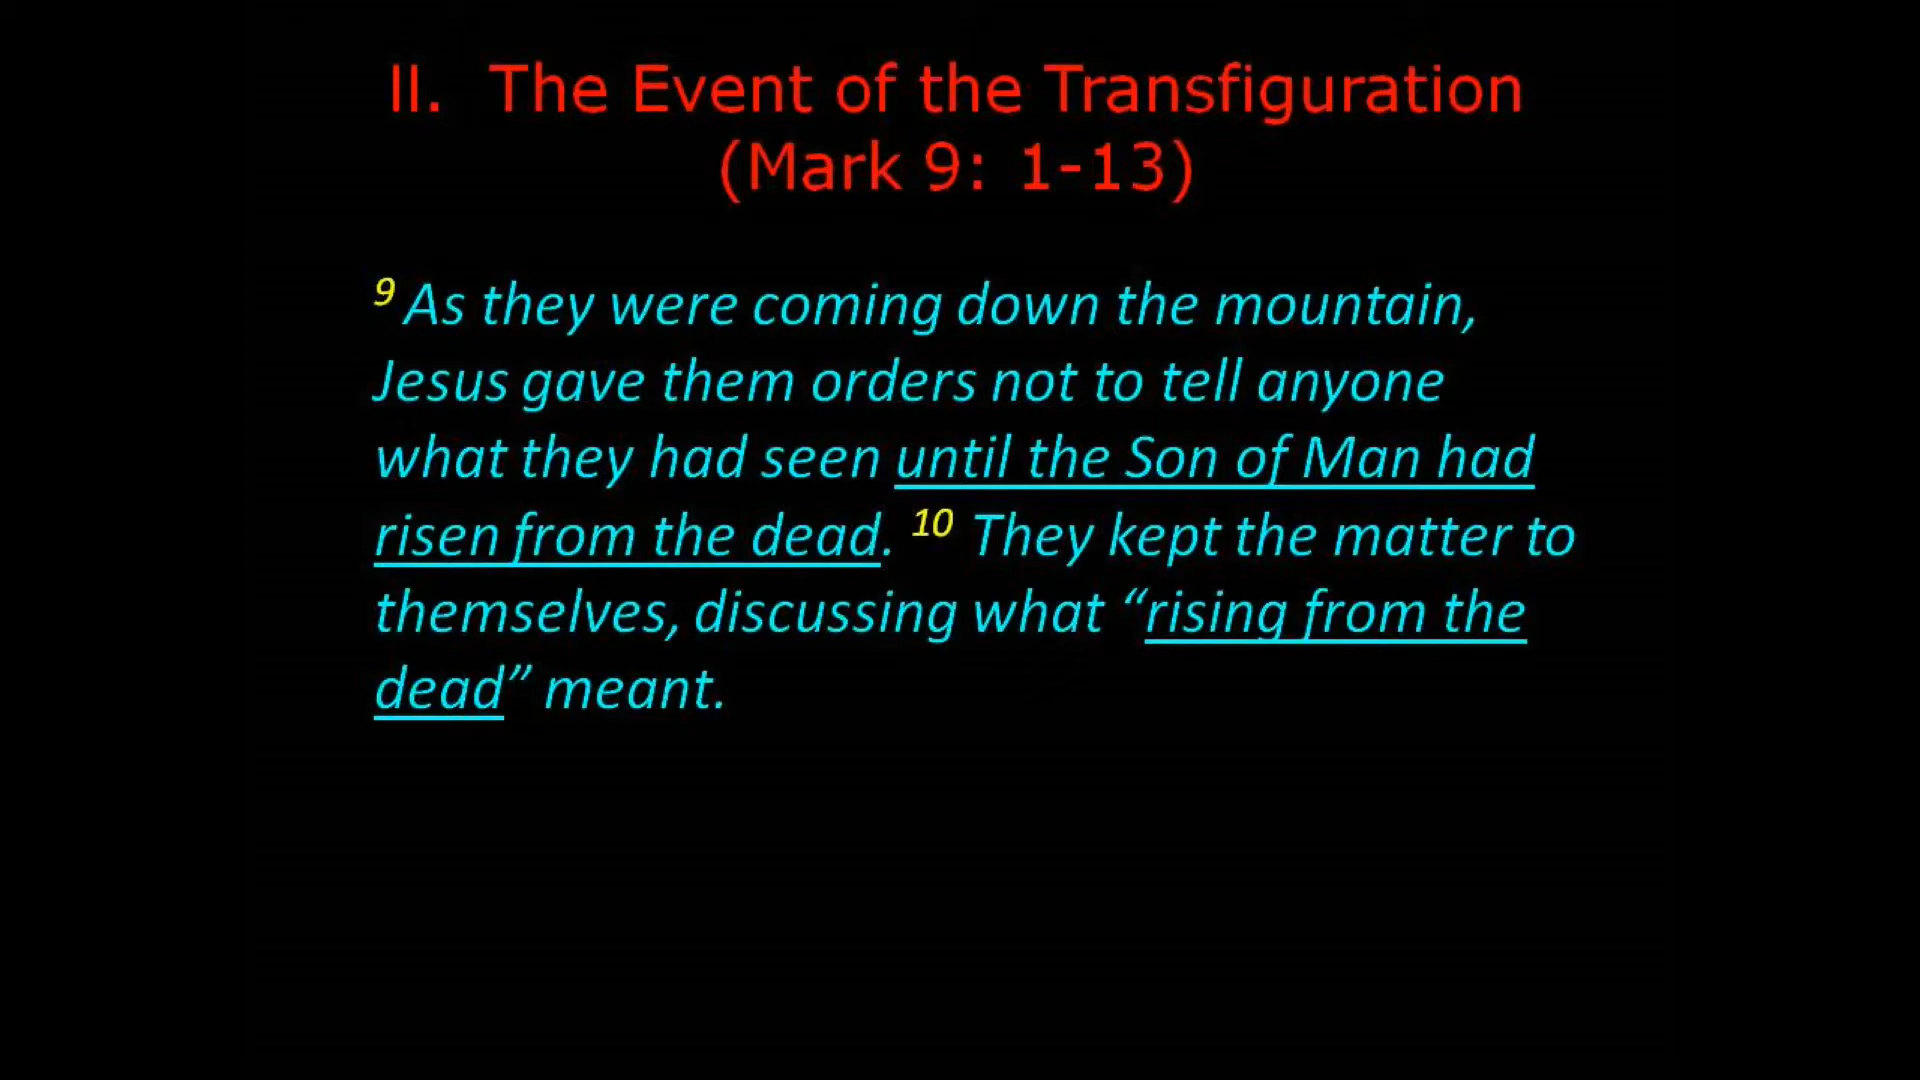 II.  The Event of the Transfiguration
(Mark 9: 1-13)
9 As they were coming down the mountain,
Jesus gave them orders not to tell anyone
what they had seen until the Son of Man had
risen from the dead. 10 They kept the matter to
themselves, discussing what “rising from the
dead” meant.